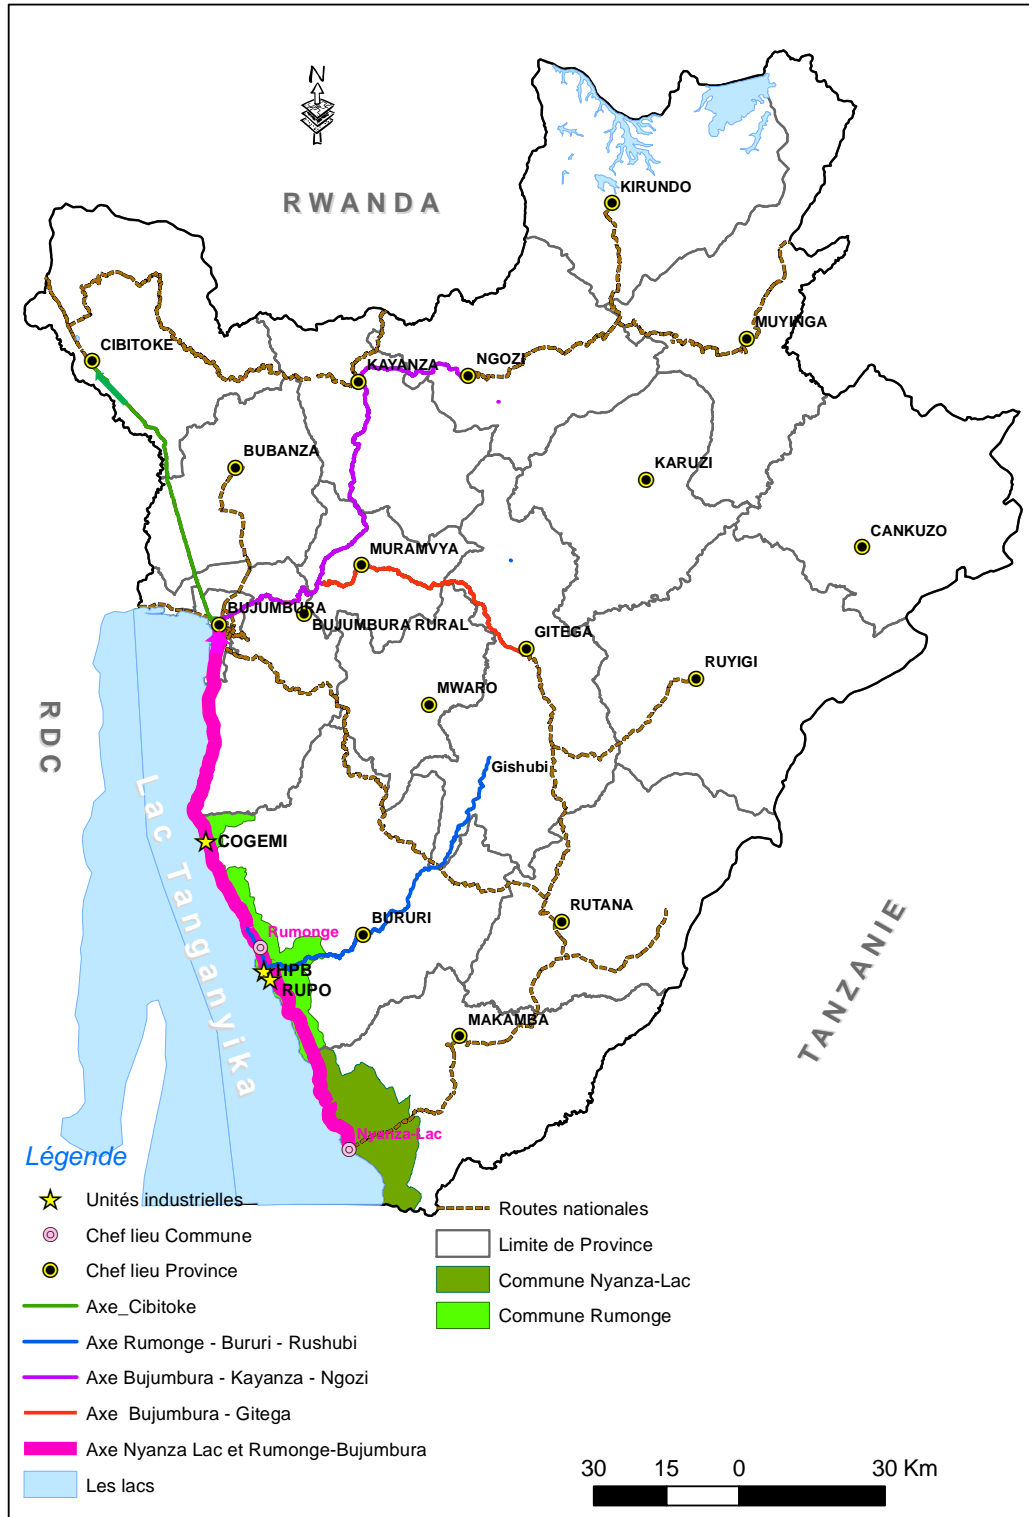 N
RWANDA
KIRUNDO
MUYINGA
CIBITOKE
KAYANZA
NGOZI
BUBANZA
KARUZI
CANKUZO
MURAMVYA
BUJUMBURA
BUJUMBURA RURAL
GITEGA
RUYIGI
MWARO
RDC
Gishubi
Lac Tanganyika
COGEMI
RUTANA
BURURI
Rumonge
HPB
RUPO
TANZANIE
MAKAMBA
Nyanza-Lac
Légende
Unités industrielles
Chef lieu Commune
Chef lieu Province
Axe_Cibitoke
Axe Rumonge - Bururi - Rushubi
Axe Bujumbura - Kayanza - Ngozi
Axe Bujumbura - Gitega
Axe Nyanza Lac et Rumonge-Bujumbura
Les lacs
Routes nationales
Limite de Province
Commune Nyanza-Lac
Commune Rumonge
30 15 0 30 Km